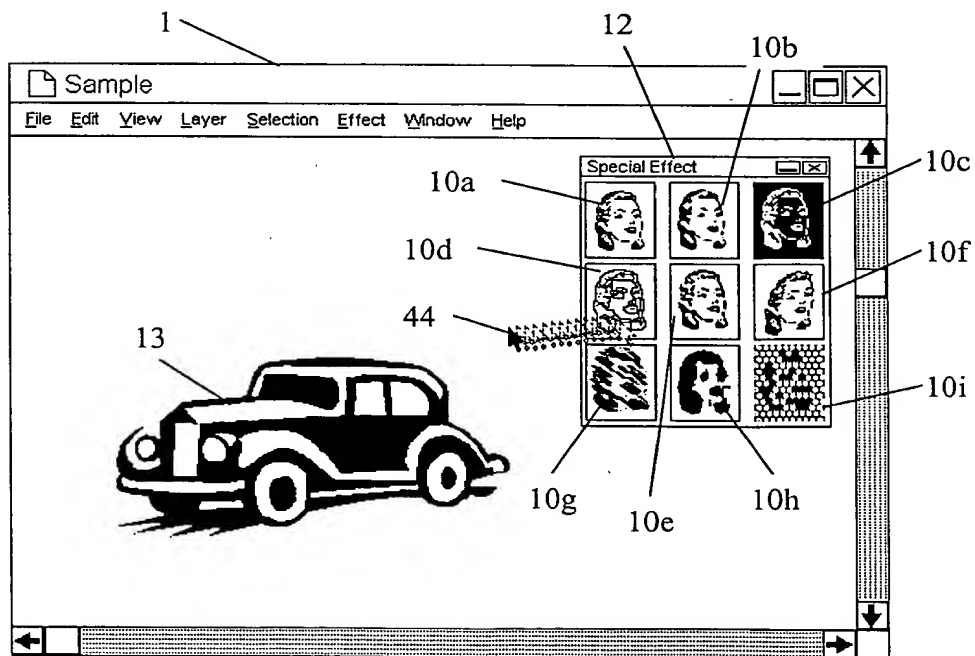 1
12
10b
Sample
File Edit View Layer Selection Effect Window Help
Special Effect
10a
10c
10d
10f
44
13
10i
10g
10e
10h